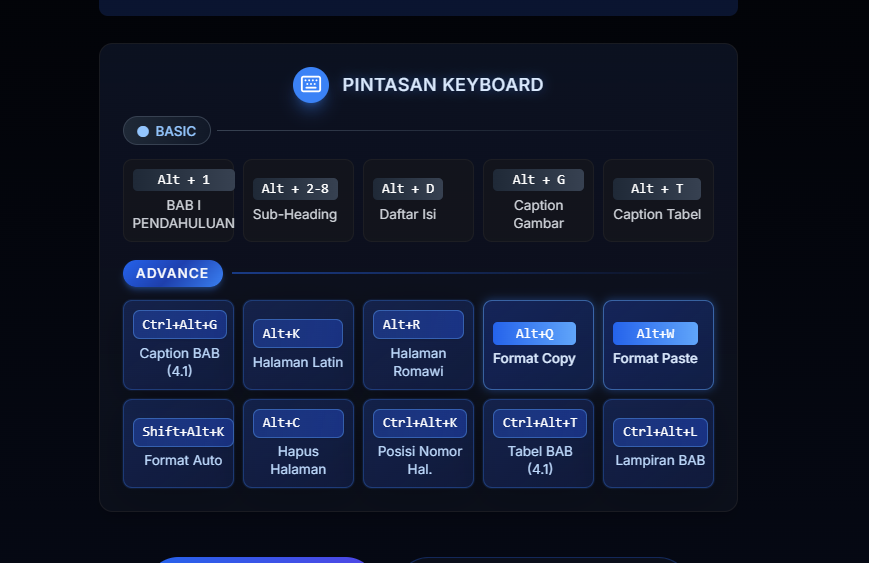 PINTASAN KEYBOARD
BASIC
Alt + 1
BAB I
PENDAHULUAN
Alt + 2-8
Sub-Heading
Alt + D
Daftar Isi
Alt + G
Caption
Gambar
Alt + T
Caption Tabel
ADVANCE
Ctrl+Alt+G
Caption BAB
(4.1)
Alt+K
Halaman Latin
Alt+R
Halaman
Romawi
Alt+Q
Format Copy
Alt+W
Format Paste
Shift+Alt+K
Format Auto
Alt+C
Hapus
Halaman
Ctrl+Alt+K
Posisi Nomor
Hal.
Ctrl+Alt+T
Tabel BAB
(4.1)
Ctrl+Alt+L
Lampiran BAB